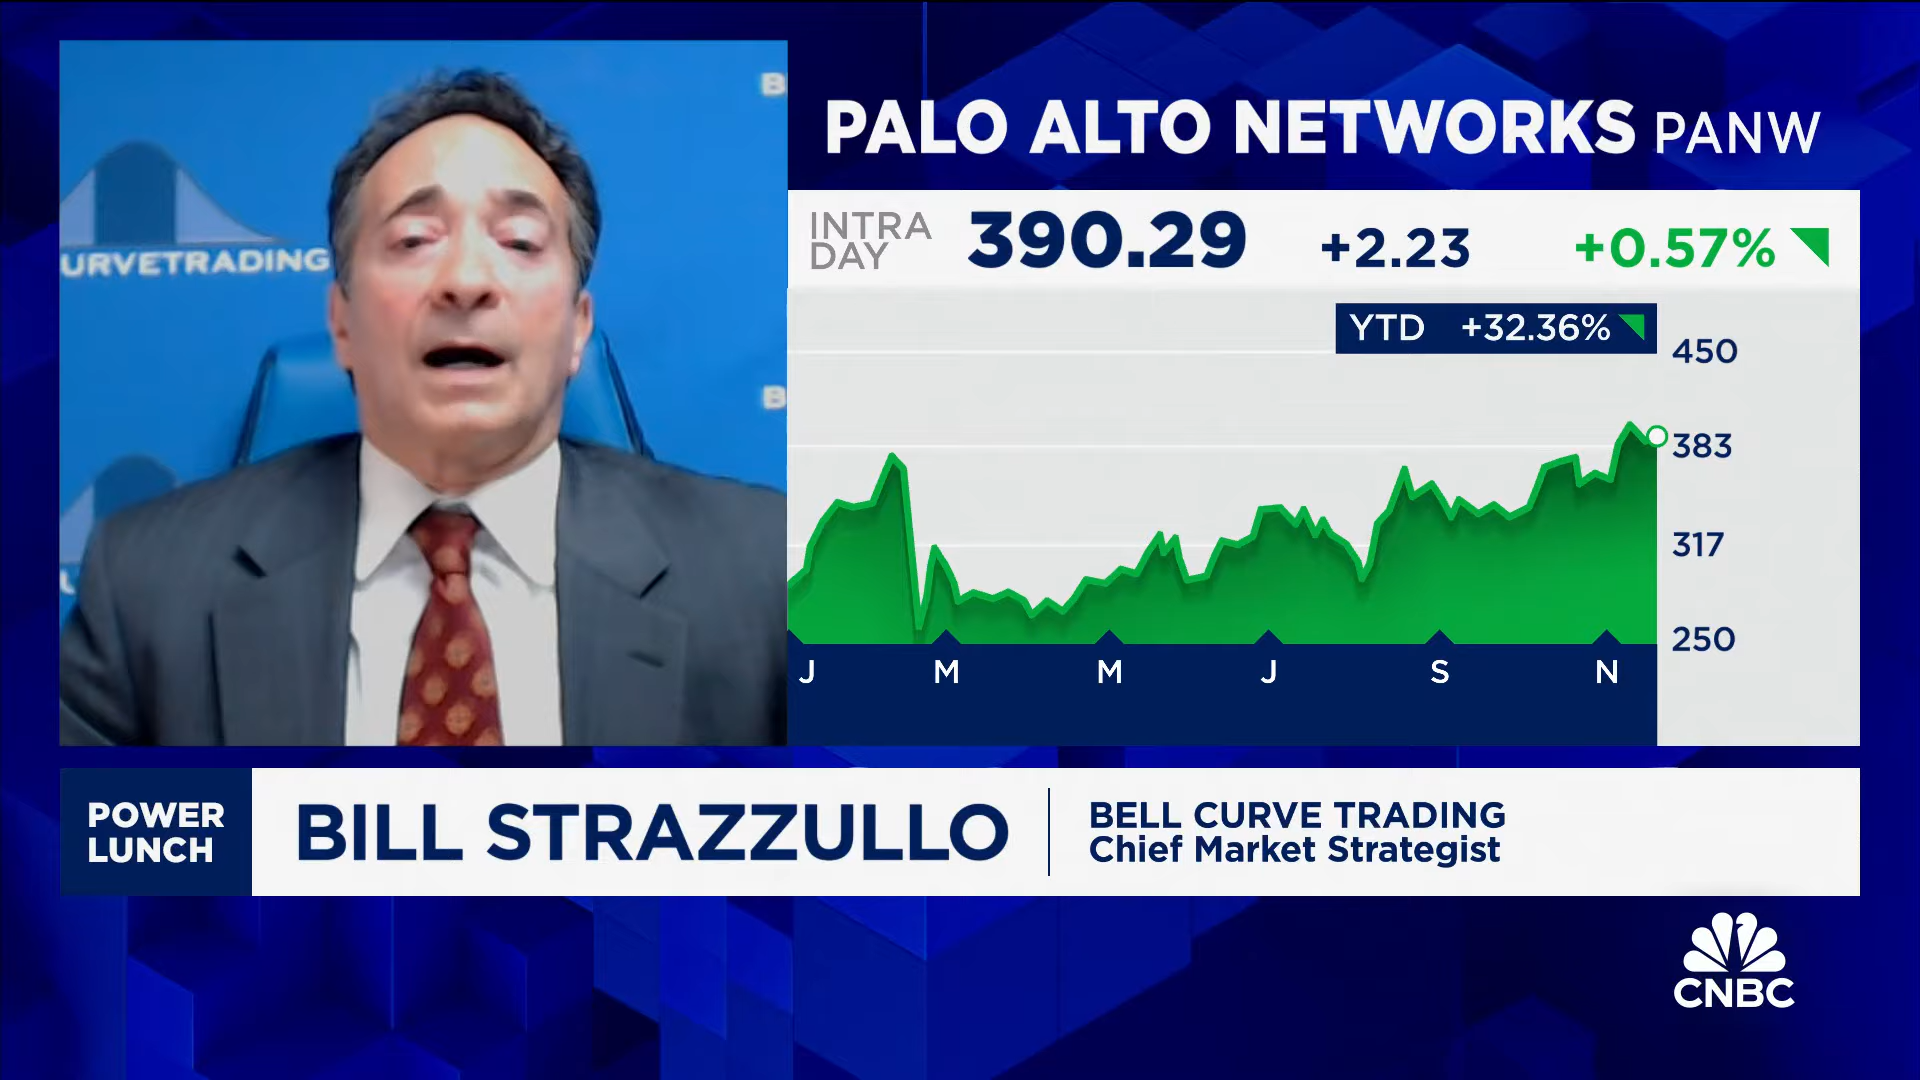 B
URVETRADING
B
PALO ALTO NETWORKS PANW
INTRA DAY 390.29 +2.23 +0.57%
YTD +32.36%
450
383
317
250
J M M J S N
POWER LUNCH
BILL STRAZZULLO
BELL CURVE TRADING
Chief Market Strategist
CNBC